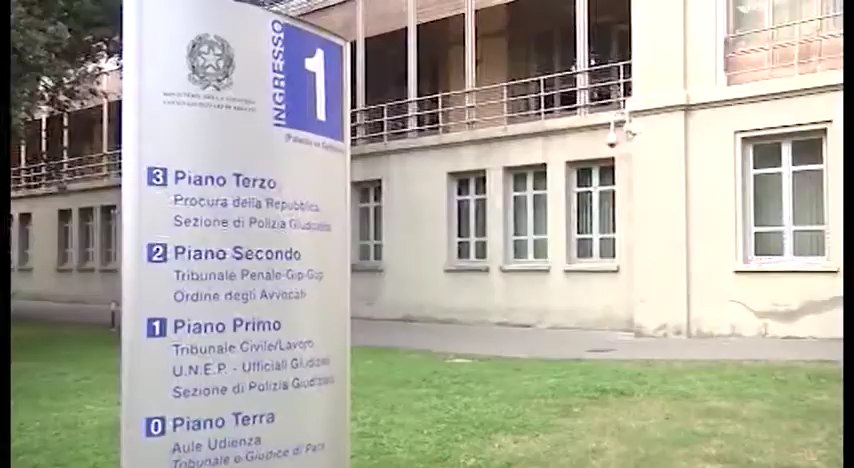 INGRESSO
1
3 Piano Terzo
Procura della Repubblica
Sezione di Polizia Giudiziaria
2 Piano Secondo
Tribunale Penale-Gip-Gup
Ordine degli Avvocati
1 Piano Primo
Tribunale Civile/Lavoro
U.N.E.P. - Ufficiali Giudiz
Sezione di Polizia Giudiziaria
0 Piano Terra
Aule Udienza
Tribunale e Giudice di Pace